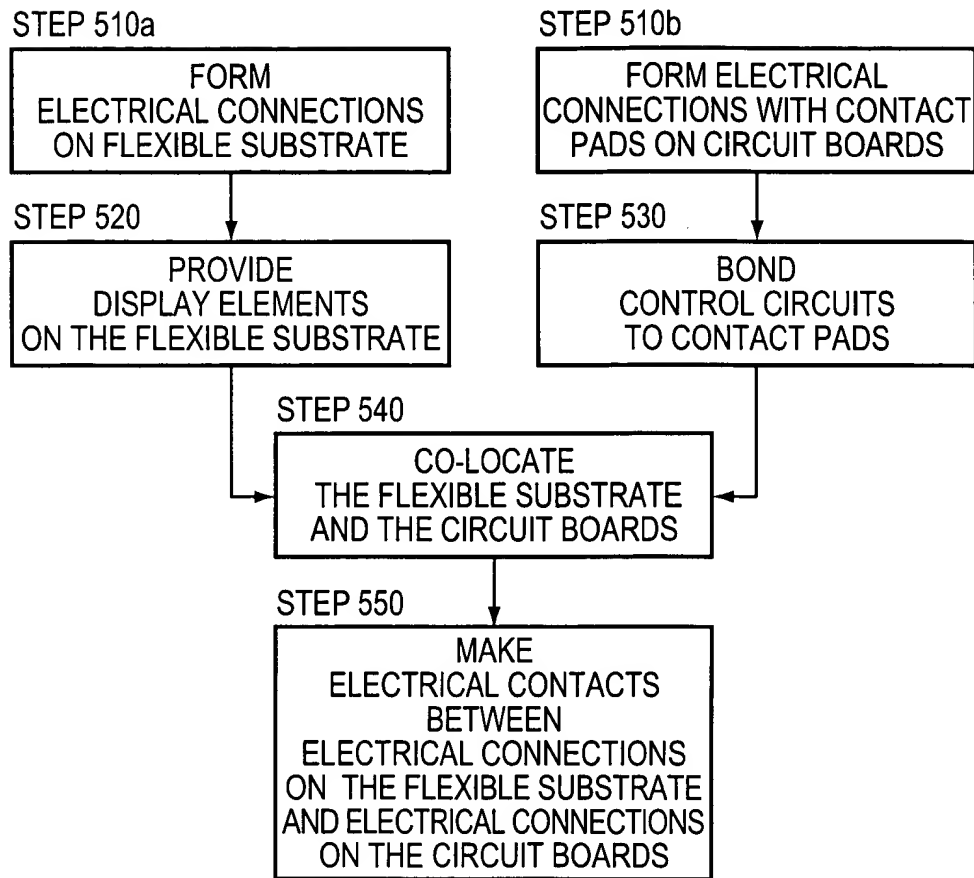 STEP 510a
FORM
ELECTRICAL CONNECTIONS
ON FLEXIBLE SUBSTRATE
STEP 510b
FORM ELECTRICAL
CONNECTIONS WITH CONTACT
PADS ON CIRCUIT BOARDS
STEP 520
PROVIDE
DISPLAY ELEMENTS
ON THE FLEXIBLE SUBSTRATE
STEP 530
BOND
CONTROL CIRCUITS
TO CONTACT PADS
STEP 540
CO-LOCATE
THE FLEXIBLE SUBSTRATE
AND THE CIRCUIT BOARDS
STEP 550
MAKE
ELECTRICAL CONTACTS
BETWEEN
ELECTRICAL CONNECTIONS
ON THE FLEXIBLE SUBSTRATE
AND ELECTRICAL CONNECTIONS
ON THE CIRCUIT BOARDS